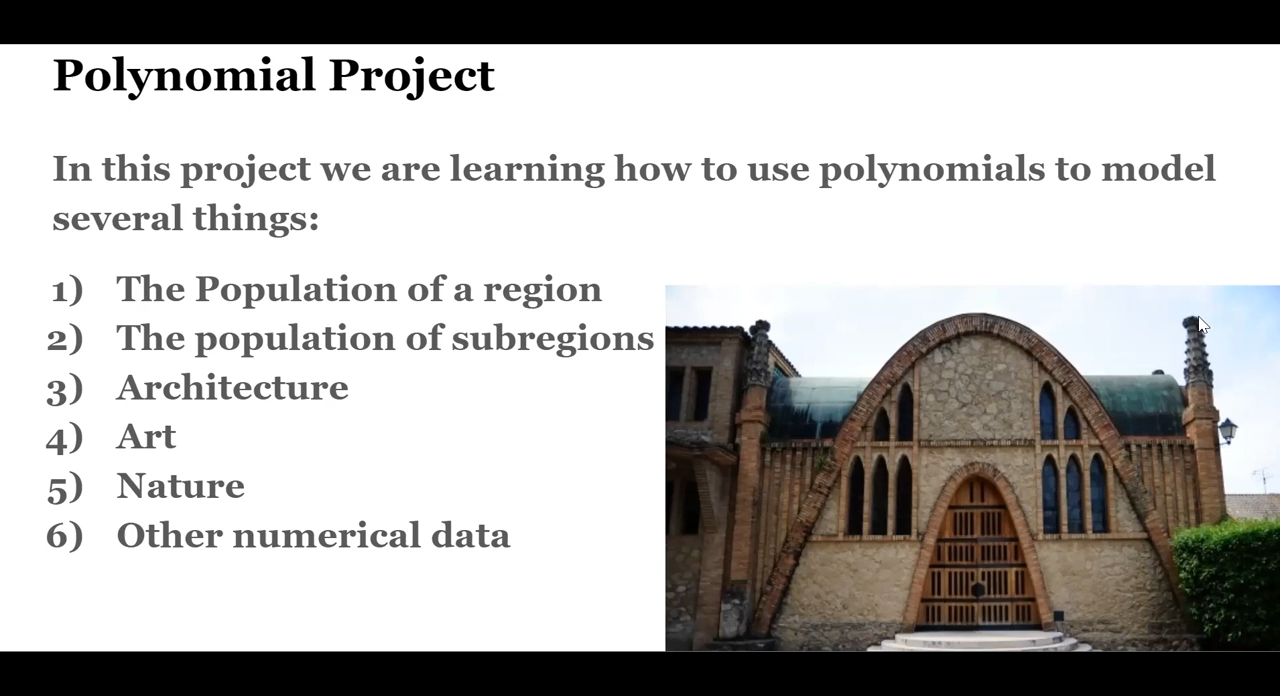 Polynomial Project
In this project we are learning how to use polynomials to model
several things:
1) The Population of a region
2) The population of subregions
3) Architecture
4) Art
5) Nature
6) Other numerical data